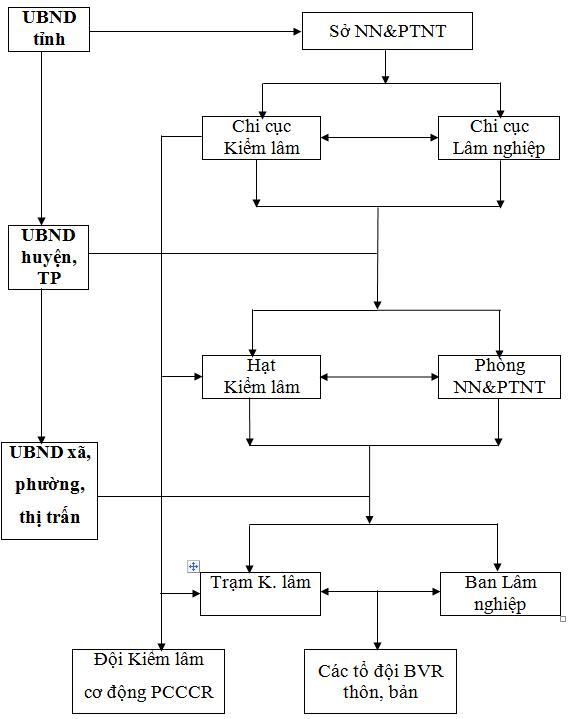 UBND
tỉnh
Sở NN&PTNT
Chi cục
Kiểm lâm
Chi cục
Lâm nghiệp
UBND
huyện,
TP
Hạt
Kiểm lâm
Phòng
NN&PTNT
UBND xã,
phường,
thị trấn
Trạm K. lâm
Ban Lâm
nghiệp
Đội Kiểm lâm
cơ động PCCCR
Các tổ đội BVR
thôn, bản